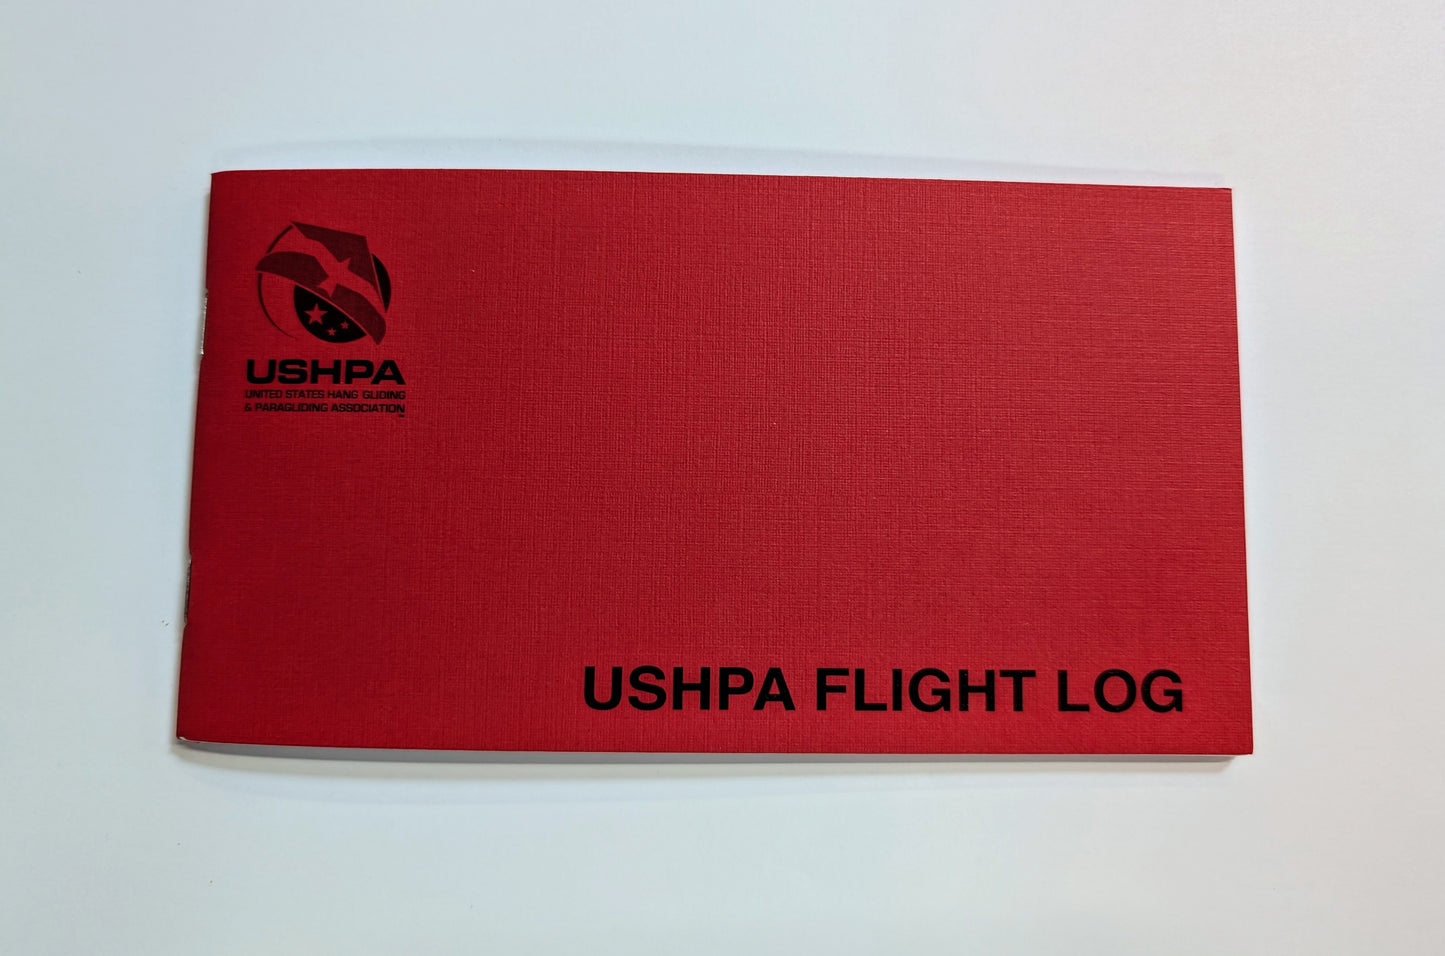 USHPA
UNITED STATES HANG GLIDING
& PARAGLIDING ASSOCIATION
USHPA FLIGHT LOG